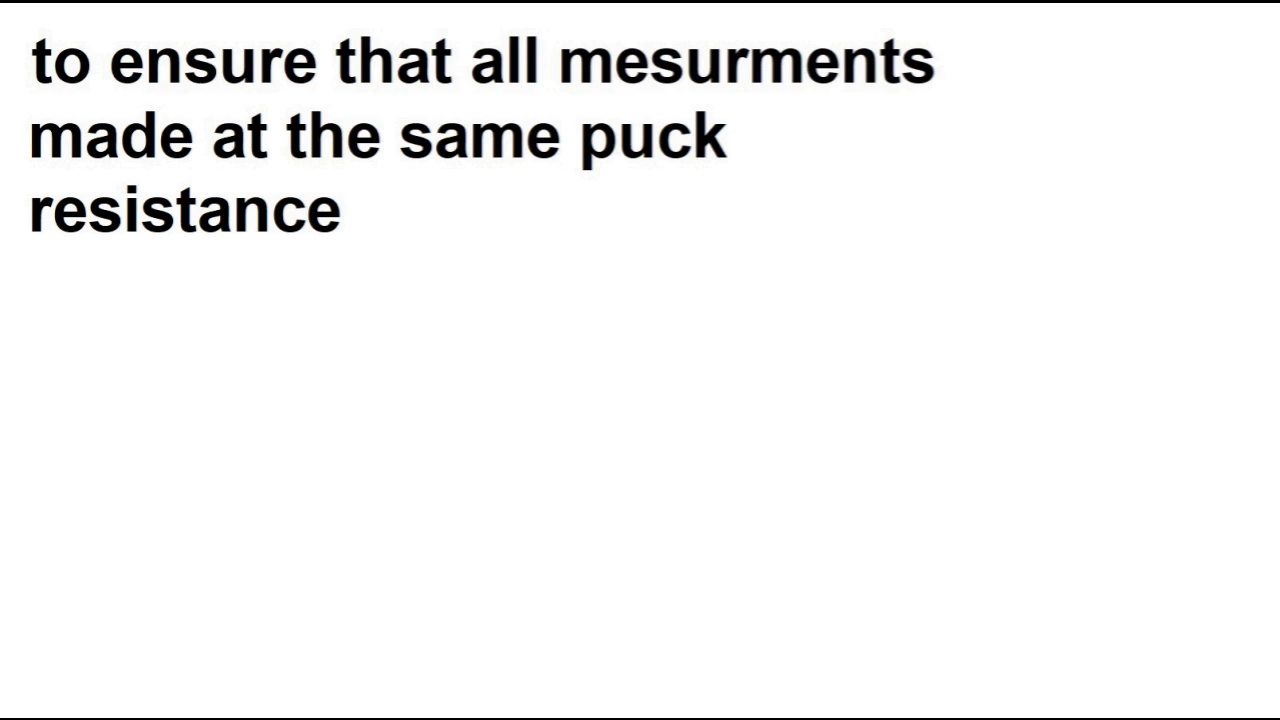 to ensure that all mesurments
made at the same puck
resistance